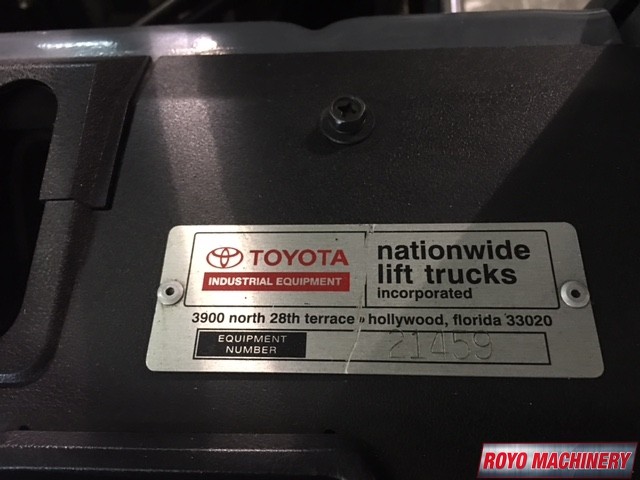 TOYOTA
INDUSTRIAL EQUIPMENT
nationwide
lift trucks
incorporated
3900 north 28th terrace • hollywood, florida 33020
EQUIPMENT
NUMBER
21459
ROYO MACHINERY